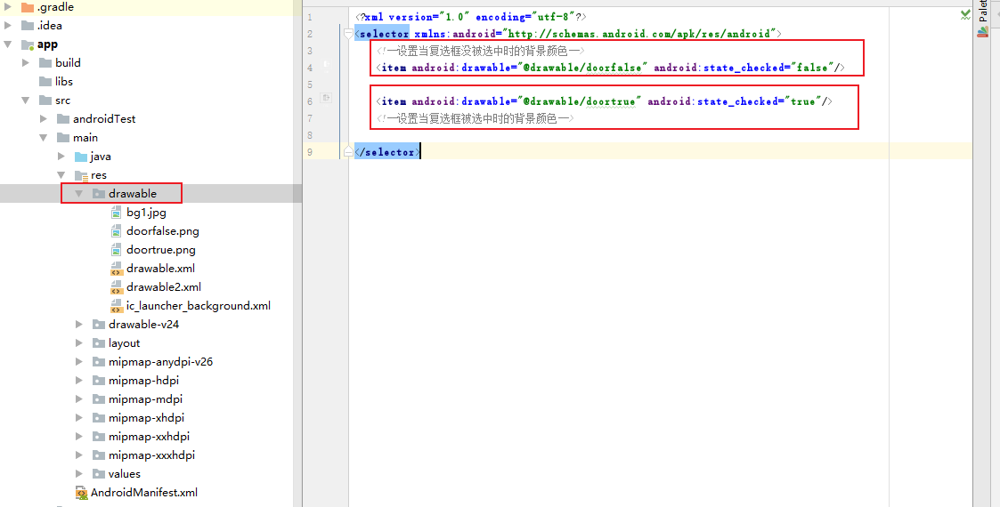 .gradle
.idea
app
build
libs
src
androidTest
main
java
res
drawable
bg1.jpg
doorfalse.png
doortrue.png
drawable.xml
drawable2.xml
ic_launcher_background.xml
drawable-v24
layout
mipmap-anydpi-v26
mipmap-hdpi
mipmap-mdpi
mipmap-xhdpi
mipmap-xxhdpi
mipmap-xxxhdpi
values
AndroidManifest.xml
1 <?xml version="1.0" encoding="utf-8"?>
2 <selector xmlns:android="http://schemas.android.com/apk/res/android">
3 <!--设置当复选框没被选中时的背景颜色-->
4 <item android:drawable="@drawable/doorfalse" android:state_checked="false"/>
5
6 <item android:drawable="@drawable/doortrue" android:state_checked="true"/>
7 <!--设置当复选框被选中时的背景颜色-->
8
9 </selector>